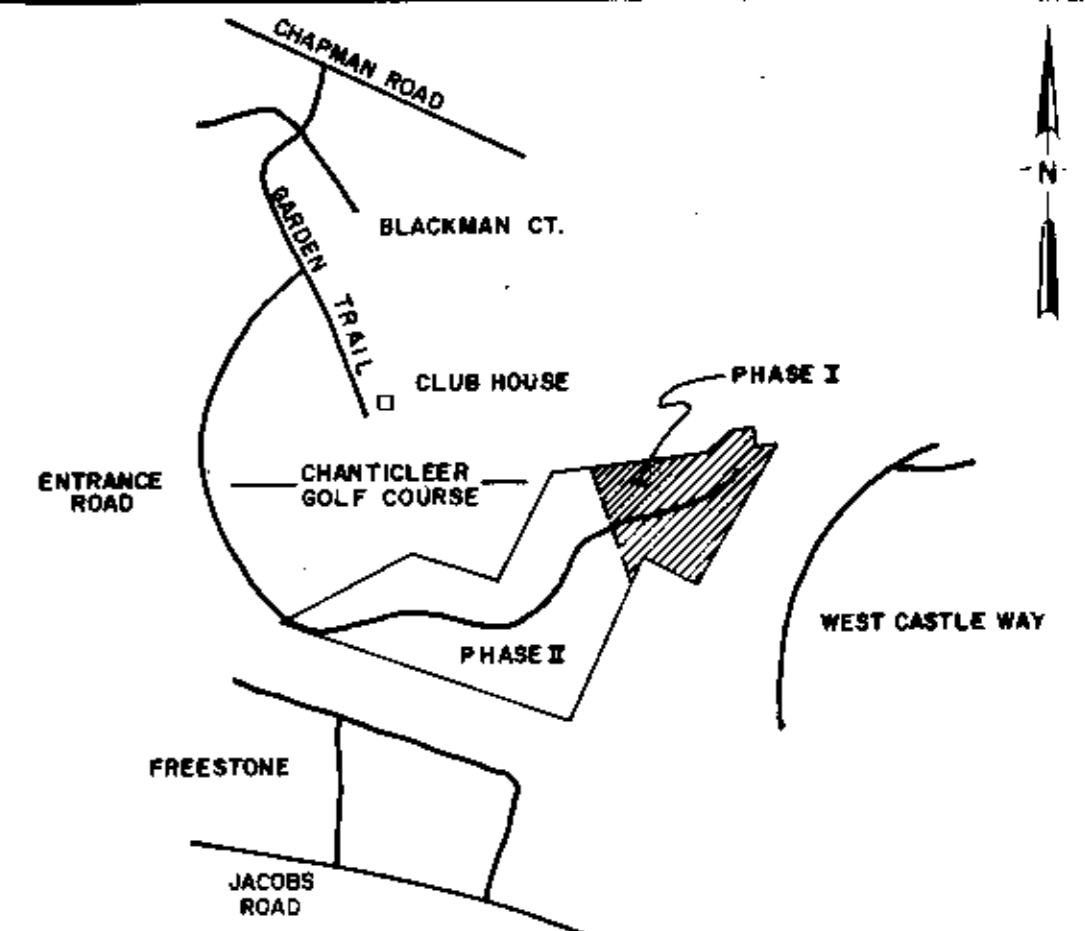 CHAPMAN ROAD
N
BLACKMAN CT.
GARDEN TRAIL
PHASE I
CLUB HOUSE
ENTRANCE
ROAD
CHANTICLEER
GOLF COURSE
WEST CASTLE WAY
PHASE II
FREESTONE
JACOBS
ROAD